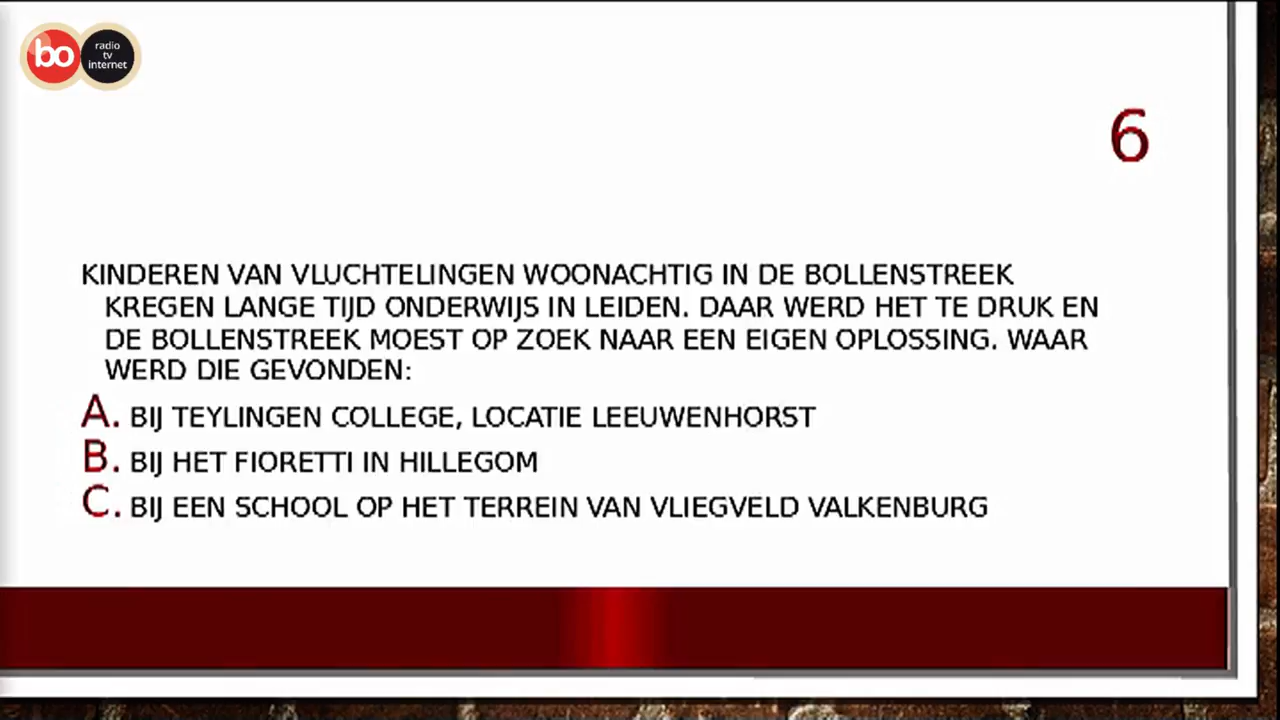 bo
radio
tv
internet
6
KINDEREN VAN VLUCHTELINGEN WOONACHTIG IN DE BOLLENSTREEK
KREGEN LANGE TIJD ONDERWIJS IN LEIDEN. DAAR WERD HET TE DRUK EN
DE BOLLENSTREEK MOEST OP ZOEK NAAR EEN EIGEN OPLOSSING. WAAR
WERD DIE GEVONDEN:
A. BIJ TEYLINGEN COLLEGE, LOCATIE LEEUWENHORST
B. BIJ HET FIORETTI IN HILLEGOM
C. BIJ EEN SCHOOL OP HET TERREIN VAN VLIEGVELD VALKENBURG